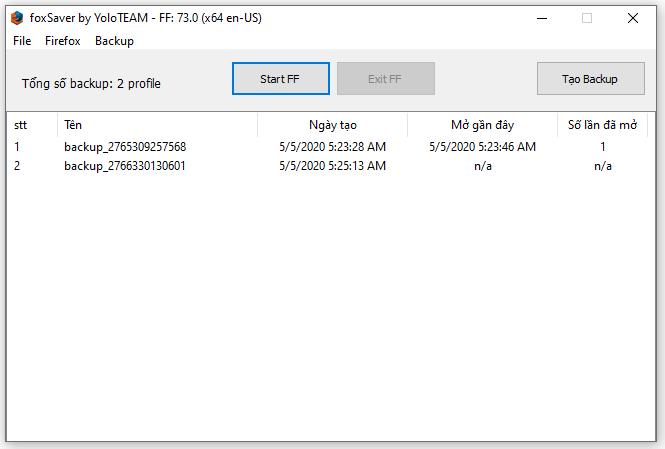 foxSaver by YoloTEAM - FF: 73.0 (x64 en-US)
File Firefox Backup
Tổng số backup: 2 profile Start FF Exit FF Tạo Backup
stt Tên Ngày tạo Mở gần đây Số lần đã mở
1 backup_2765309257568 5/5/2020 5:23:28 AM 5/5/2020 5:23:46 AM 1
2 backup_2766330130601 5/5/2020 5:25:13 AM n/a n/a